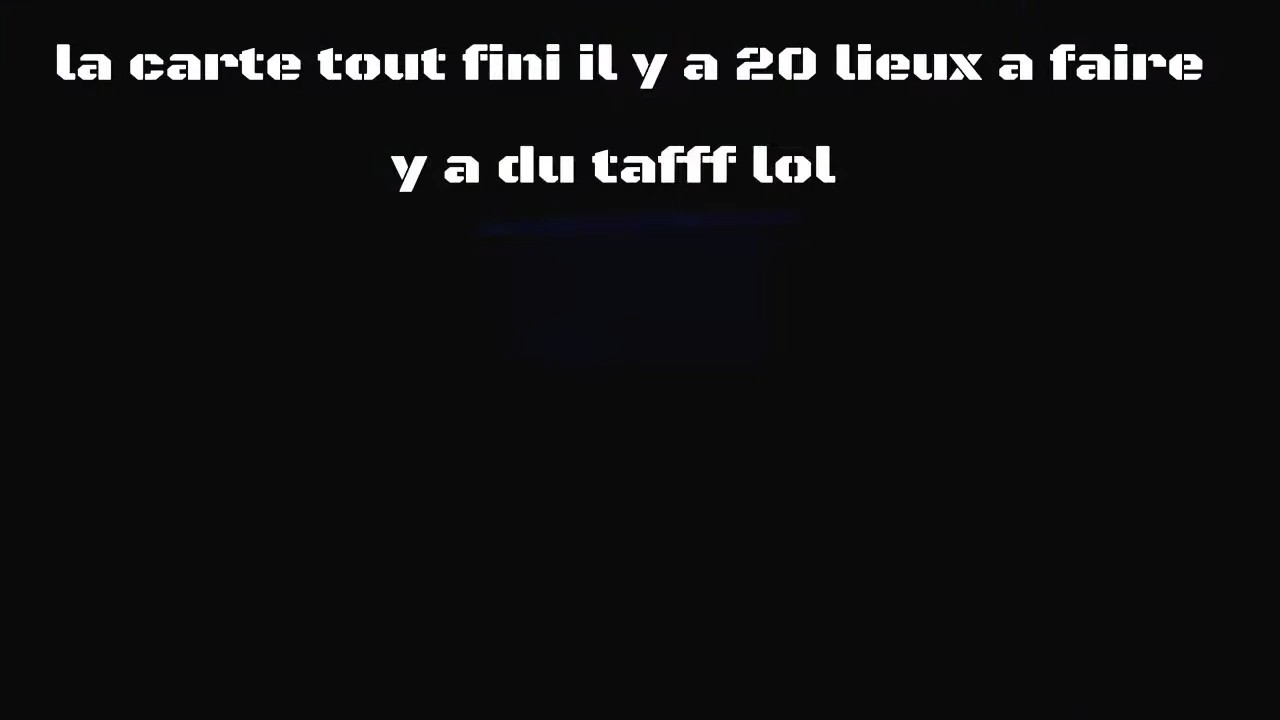 la carte tout fini il y a 20 lieux a faire
y a du tafff lol